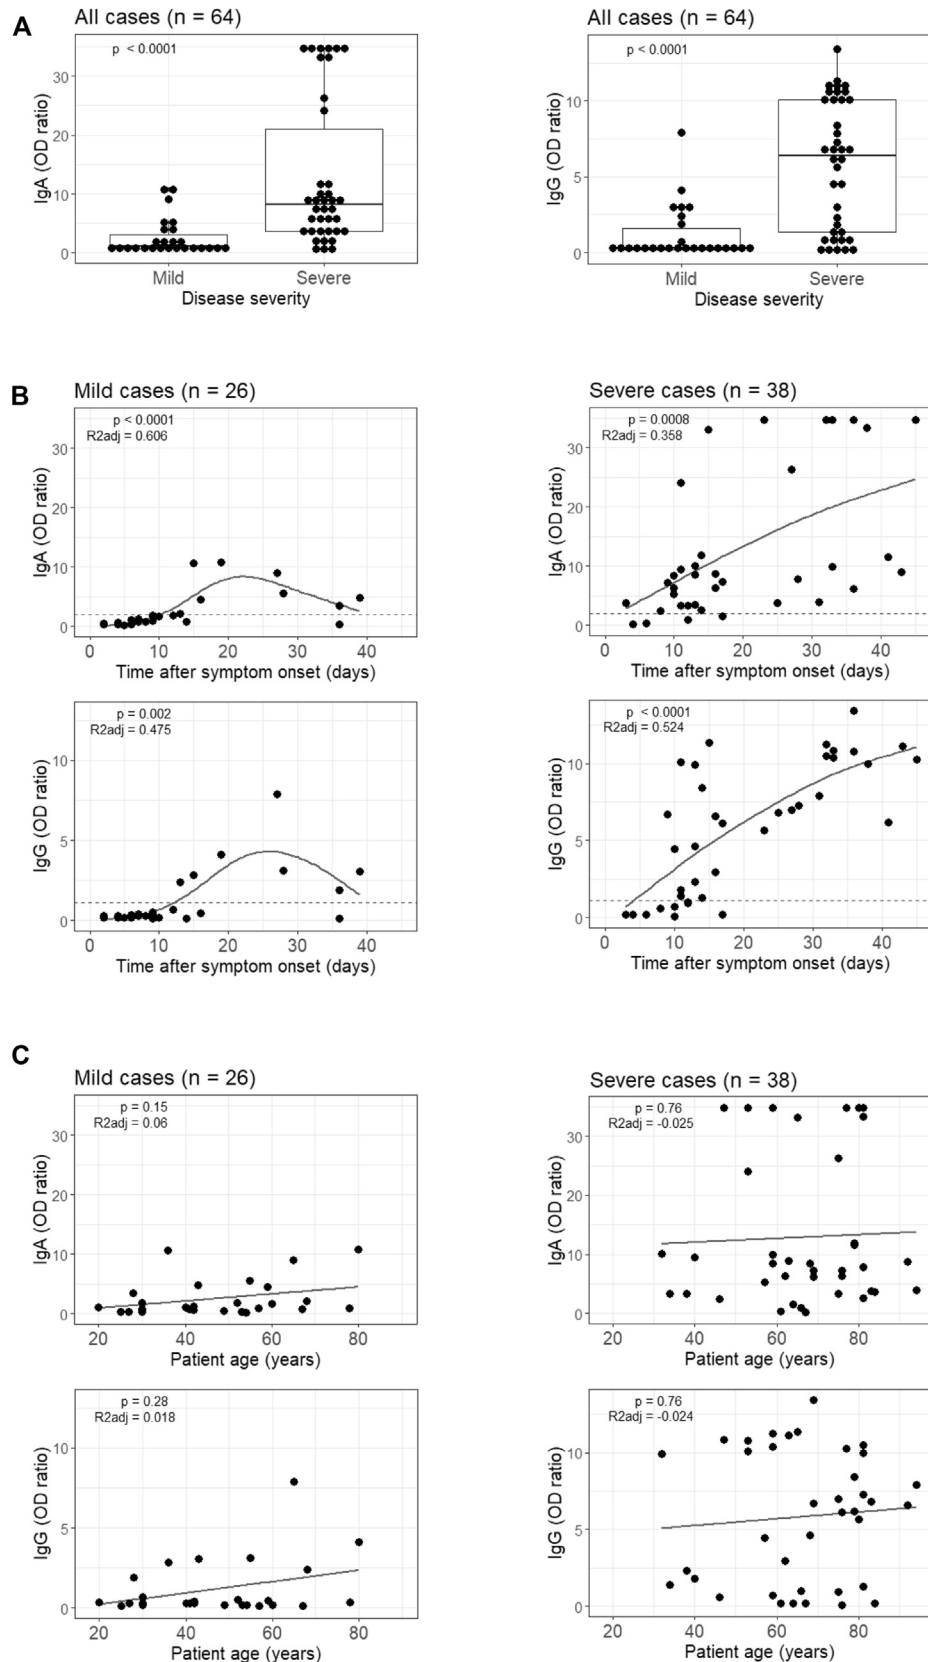 A
All cases (n = 64)
p < 0.0001
IgA (OD ratio)
30
20
10
0
Mild
Severe
Disease severity
All cases (n = 64)
p < 0.0001
IgG (OD ratio)
10
5
0
Mild
Severe
Disease severity
B
Mild cases (n = 26)
p < 0.0001
R2adj = 0.606
IgA (OD ratio)
30
20
10
0
0 10 20 30 40
Time after symptom onset (days)
Severe cases (n = 38)
p = 0.0008
R2adj = 0.358
IgA (OD ratio)
30
20
10
0
0 10 20 30 40
Time after symptom onset (days)
p = 0.002
R2adj = 0.475
IgG (OD ratio)
10
5
0
0 10 20 30 40
Time after symptom onset (days)
p < 0.0001
R2adj = 0.524
IgG (OD ratio)
10
5
0
0 10 20 30 40
Time after symptom onset (days)
C
Mild cases (n = 26)
p = 0.15
R2adj = 0.06
IgA (OD ratio)
30
20
10
0
20 40 60 80
Patient age (years)
Severe cases (n = 38)
p = 0.76
R2adj = -0.025
IgA (OD ratio)
30
20
10
0
20 40 60 80
Patient age (years)
p = 0.28
R2adj = 0.018
IgG (OD ratio)
10
5
0
20 40 60 80
Patient age (years)
p = 0.76
R2adj = -0.024
IgG (OD ratio)
10
5
0
20 40 60 80
Patient age (years)